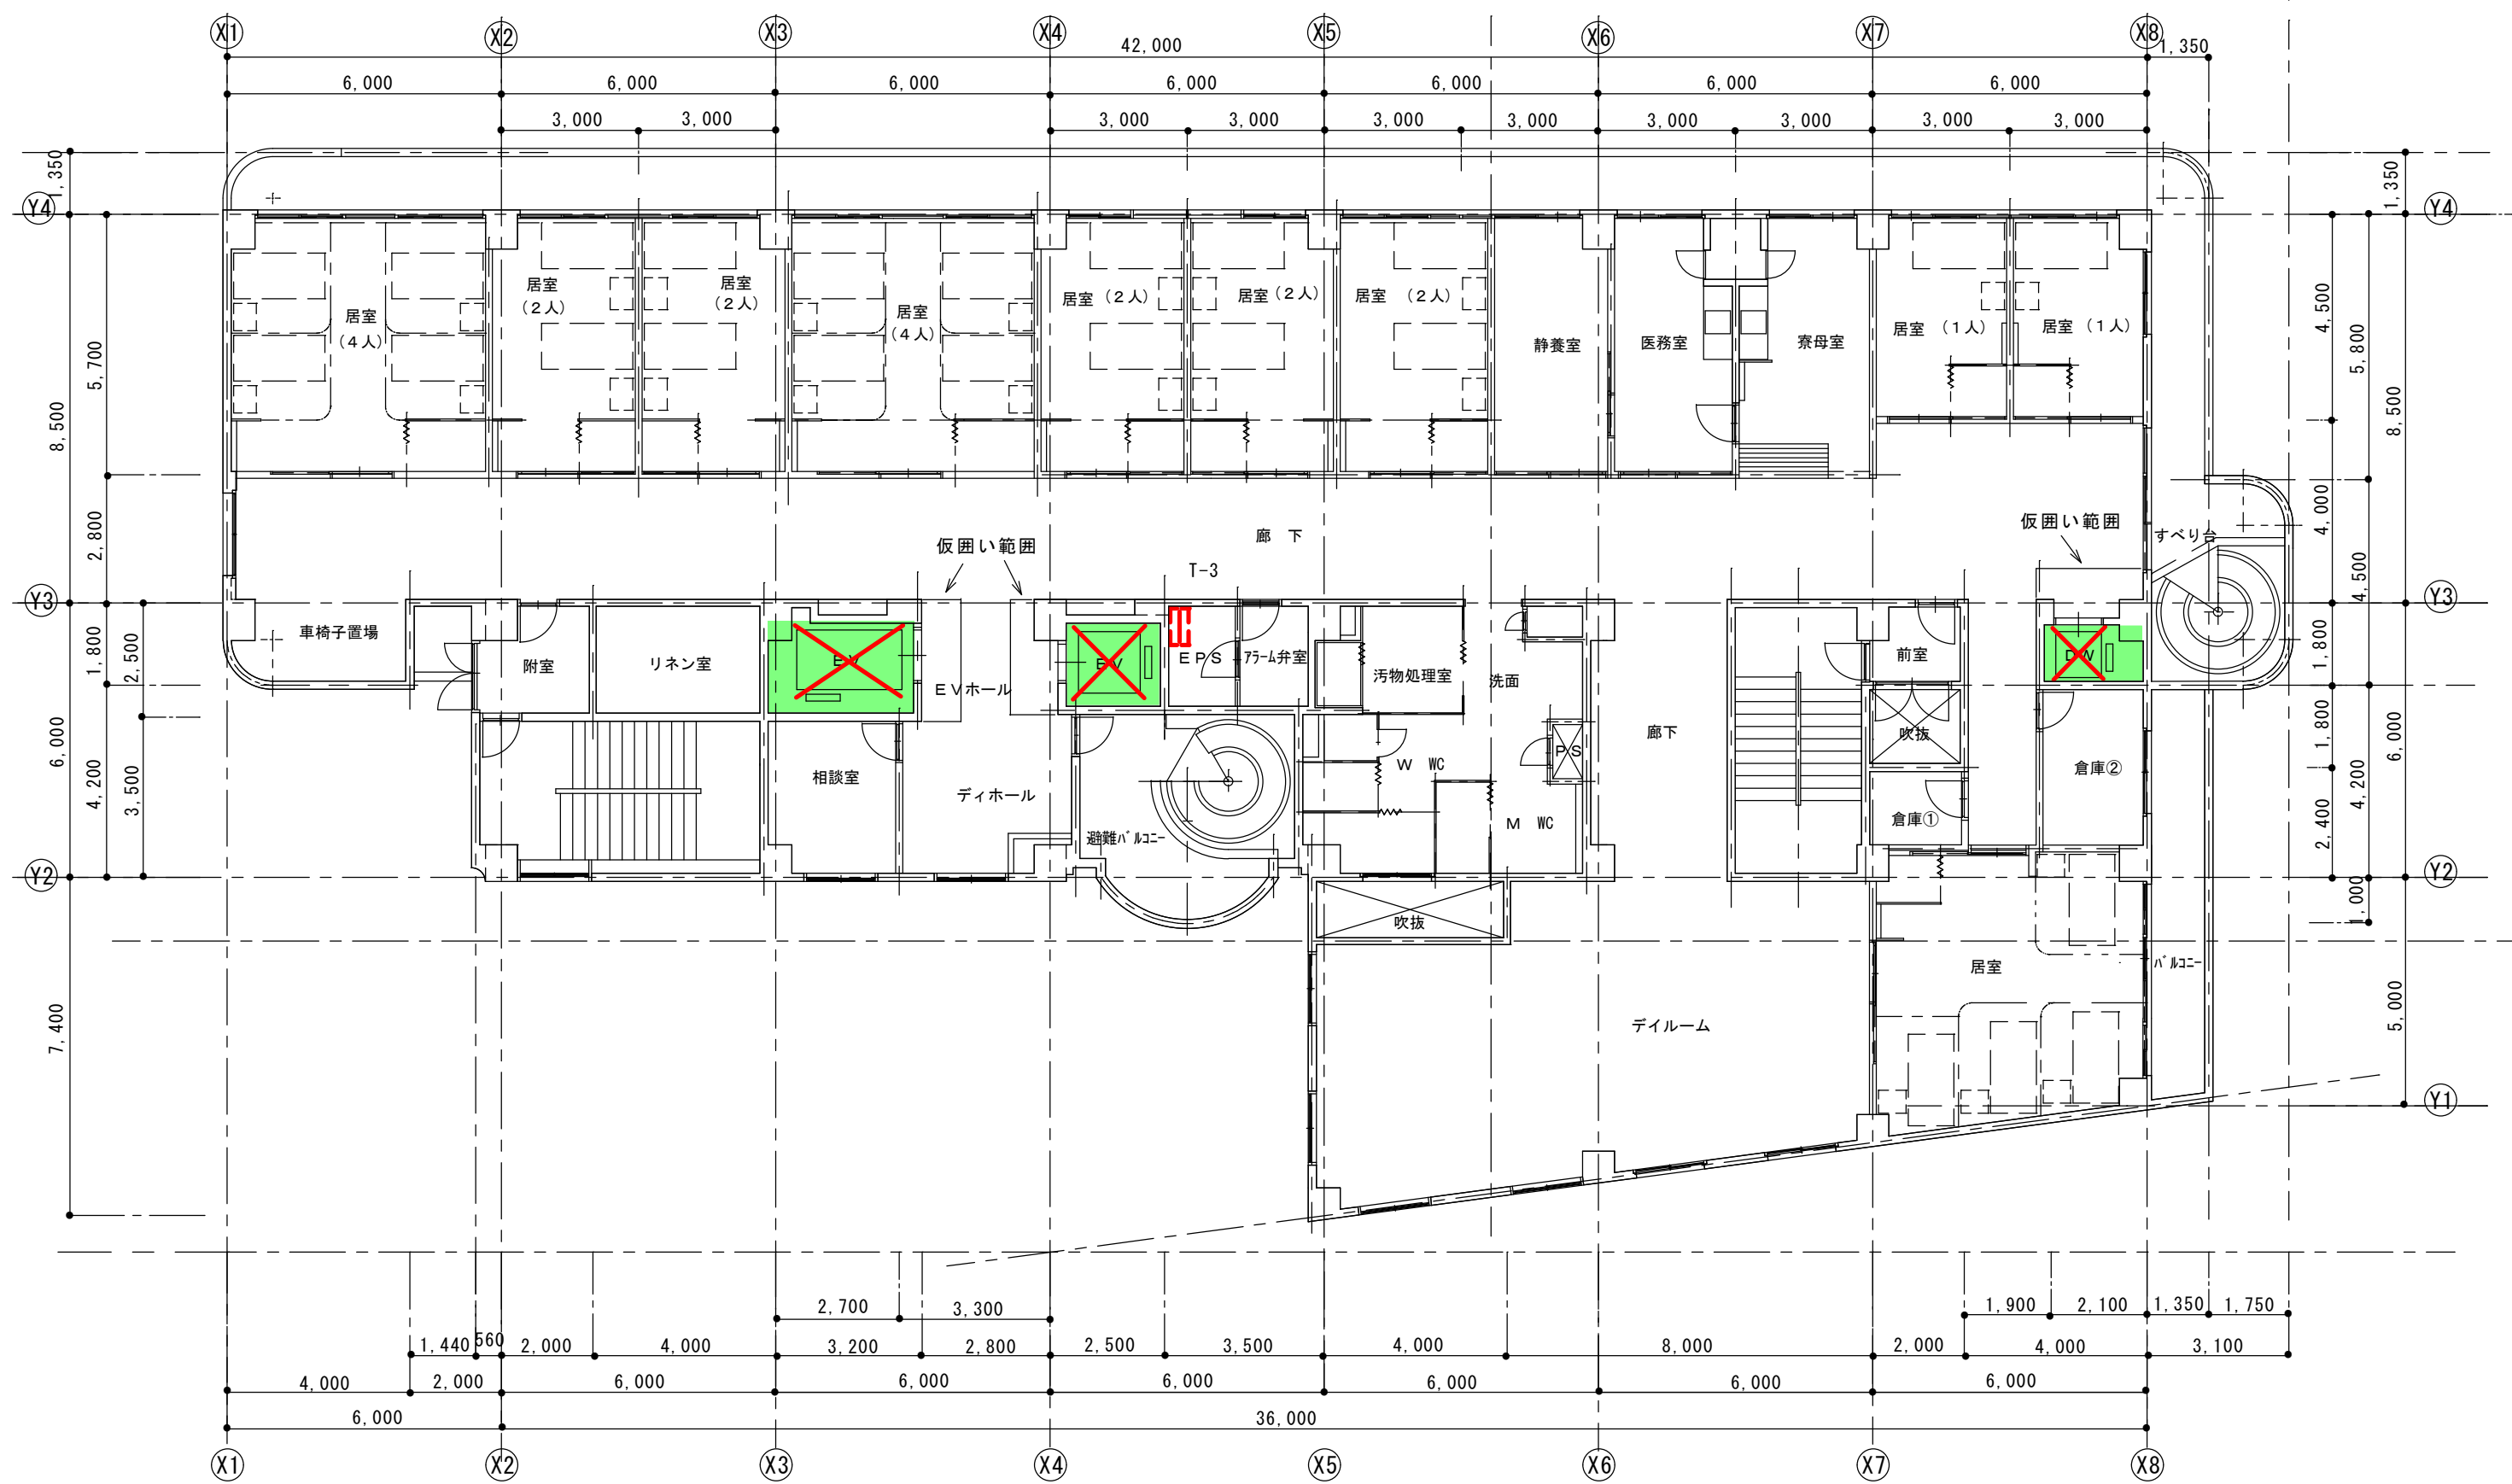 X1 X2 X3 X4 X5 X6 X7 X8
42,000 1,350
6,000 6,000 6,000 6,000 6,000 6,000 6,000
3,000 3,000 3,000 3,000 3,000 3,000 3,000 3,000 3,000 3,000
1,350 1,350
Y4 Y4
居室
(4人)
居室
(2人)
居室
(2人)
居室
(4人)
居室 (2人)
居室 (2人)
居室 (2人)
静養室
医務室
寮母室
居室 (1人)
居室 (1人)
5,700
8,500
2,800
4,500
5,800
8,500
4,000
4,500
仮囲い範囲
廊 下
T-3
仮囲い範囲
すべり台
Y3 Y3
車椅子置場
附室
リネン室
EV
EVホール
EV
EPS
アラーム弁室
汚物処理室
洗面
廊下
前室
DW
吹抜
PS
W WC
M WC
相談室
ディホール
避難バルコニー
倉庫①
倉庫②
1,800
2,500
6,000
4,200
3,500
1,800
1,800
6,000
4,200
2,400
1,000
Y2 Y2
吹抜
居室
バルコニー
デイルーム
7,400
5,000
Y1
2,700 3,300
1,900 2,100 1,350 1,750
1,440 560 2,000 4,000 3,200 2,800 2,500 3,500 4,000 8,000 2,000 4,000 3,100
4,000 2,000 6,000 6,000 6,000 6,000 6,000 6,000
6,000 36,000
X1 X2 X3 X4 X5 X6 X7 X8